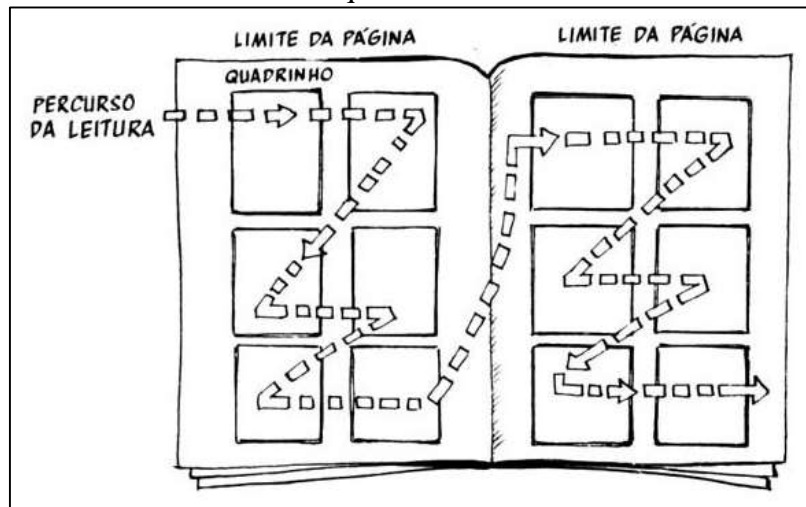 LIMITE DA PÁGINA
LIMITE DA PÁGINA
QUADRINHO
PERCURSO
DA LEITURA